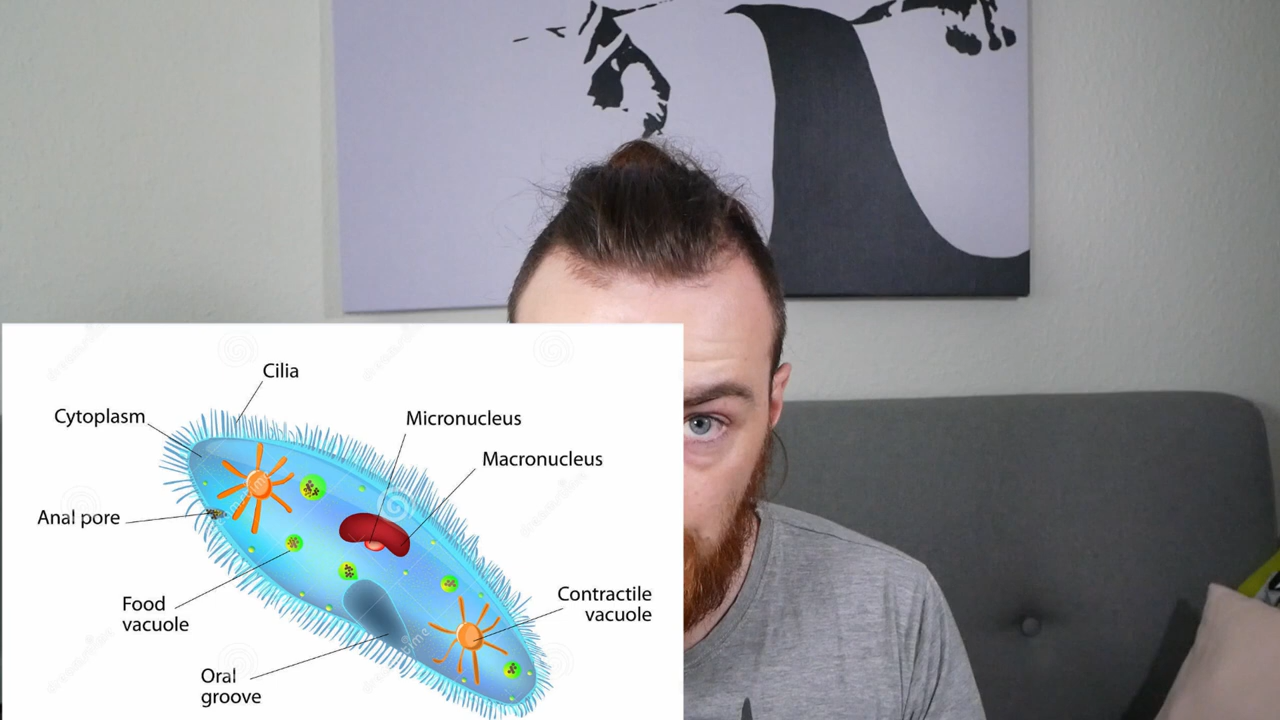 Cilia
Cytoplasm
Micronucleus
Macronucleus
Anal pore
Food
vacuole
Contractile
vacuole
Oral
groove